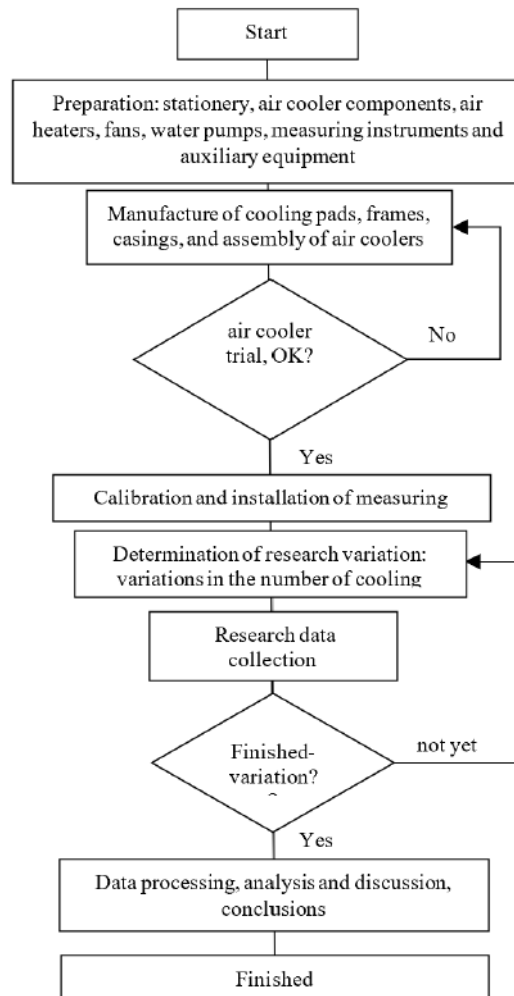 Start
Preparation: stationery, air cooler components, air
heaters, fans, water pumps, measuring instruments and
auxiliary equipment
Manufacture of cooling pads, frames,
casings, and assembly of air coolers
air cooler
trial, OK?
No
Yes
Calibration and installation of measuring
Determination of research variation:
variations in the number of cooling
Research data
collection
Finished-
variation?
not yet
Yes
Data processing, analysis and discussion,
conclusions
Finished